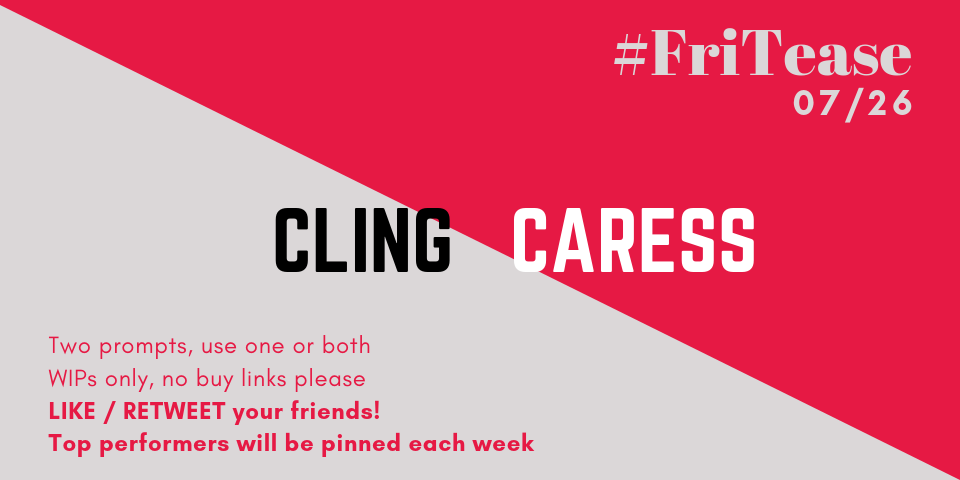 #FriTease
07/26
CLING CARESS
Two prompts, use one or both
WIPs only, no buy links please
LIKE / RETWEET your friends!
Top performers will be pinned each week